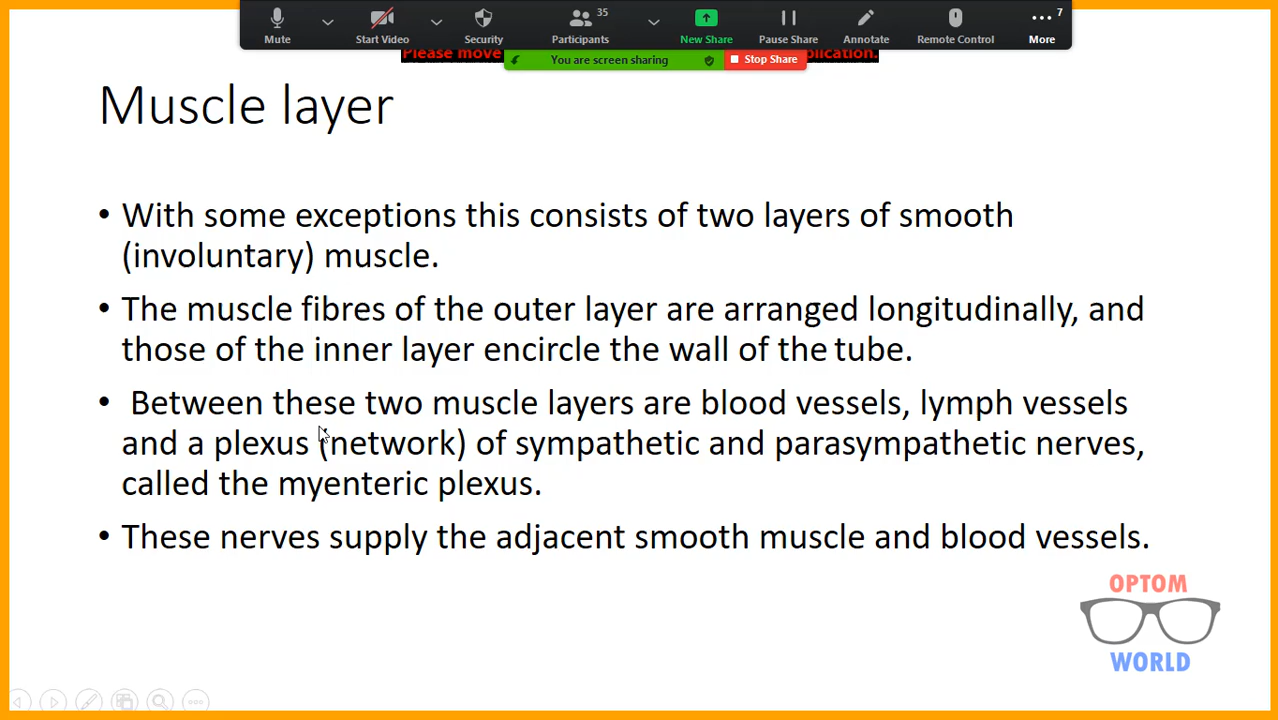 35
7
Mute
Start Video
Security
Participants
New Share
Pause Share
Annotate
Remote Control
More
Please move
plication.
You are screen sharing
Stop Share
Muscle layer
• With some exceptions this consists of two layers of smooth
(involuntary) muscle.
• The muscle fibres of the outer layer are arranged longitudinally, and
those of the inner layer encircle the wall of the tube.
• Between these two muscle layers are blood vessels, lymph vessels
and a plexus (network) of sympathetic and parasympathetic nerves,
called the myenteric plexus.
• These nerves supply the adjacent smooth muscle and blood vessels.
OPTOM
WORLD